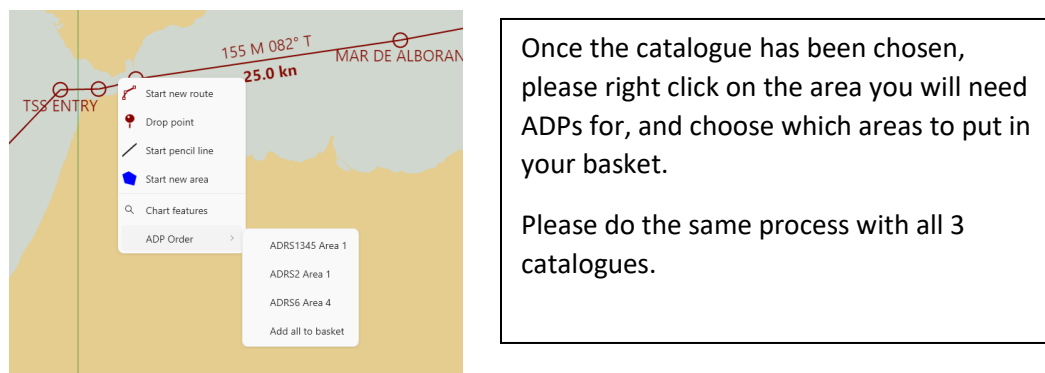 155 M 082° T
MAR DE ALBORAN
25.0 kn
TSS ENTRY
Start new route
Drop point
Start pencil line
Start new area
Chart features
ADP Order
ADRS1345 Area 1
ADRS2 Area 1
ADRS6 Area 4
Add all to basket
Once the catalogue has been chosen,
please right click on the area you will need
ADPs for, and choose which areas to put in
your basket.
Please do the same process with all 3
catalogues.